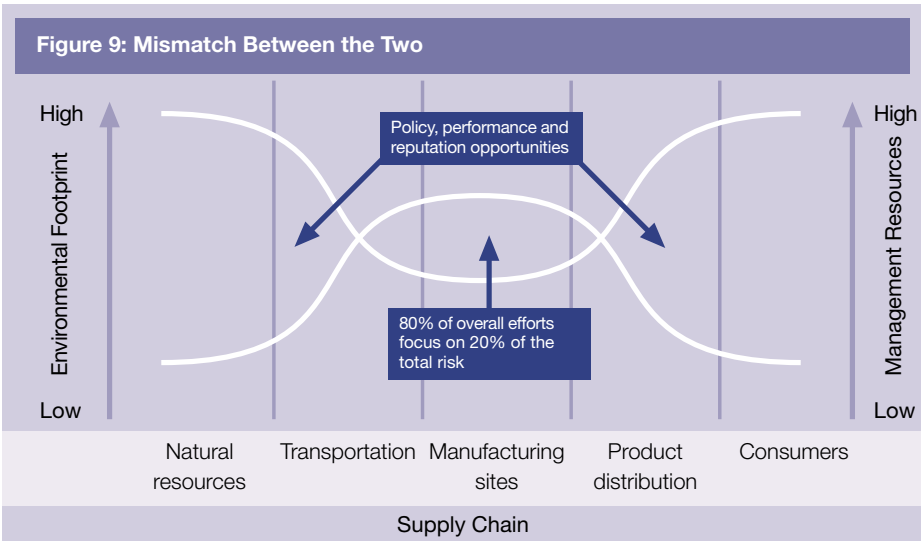 Figure 9: Mismatch Between the Two
High
Environmental Footprint
Low
Policy, performance and
reputation opportunities
80% of overall efforts
focus on 20% of the
total risk
High
Management Resources
Low
Natural
resources
Transportation
Manufacturing
sites
Product
distribution
Consumers
Supply Chain